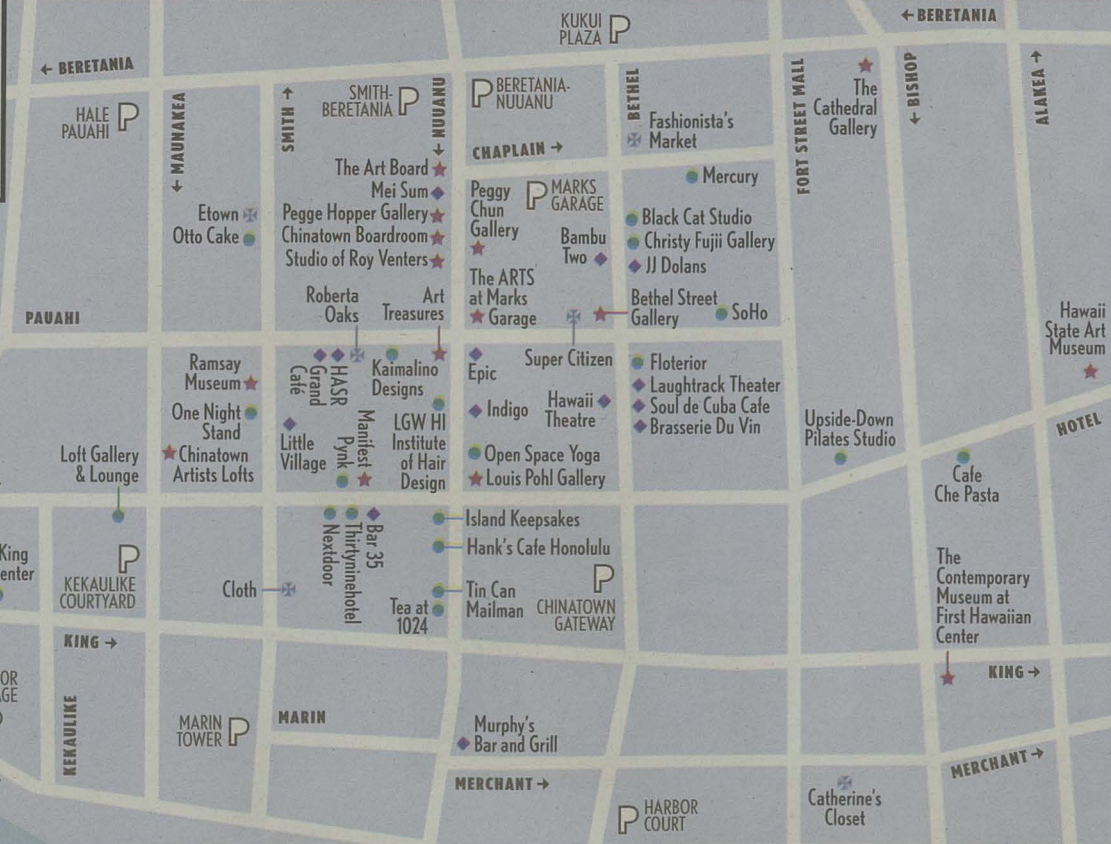 KUKUI
PLAZA P
← BERETANIA
← BERETANIA
HALE
PAUAHI P
← MAUNAKEA
SMITH →
SMITH-
BERETANIA P
NUUANU →
P BERETANIA-
NUUANU
BETHEL
CHAPLAIN →
Fashionista's
Market
FORT STREET MALL
The
Cathedral
Gallery
← BISHOP
ALAKEA →
The Art Board
Mei Sum
Pegge Hopper Gallery
Chinatown Boardroom
Studio of Roy Venters
Etown
Otto Cake
Peggy
Chun
Gallery
P MARKS
GARAGE
Bambu
Two
Mercury
Black Cat Studio
Christy Fujii Gallery
JJ Dolans
The ARTS
at Marks
Garage
Bethel Street
Gallery
SoHo
Roberta
Oaks
Art
Treasures
PAUAHI
Hawaii
State Art
Museum
Super Citizen
Ramsay
Museum
One Night
Stand
Chinatown
Artists Lofts
Loft Gallery
& Lounge
Grand
Café
HASR
Kaimalino
Designs
Little
Village
Pynk
Manifest
LGW HI
Institute
of Hair
Design
Epic
Indigo
Hawaii
Theatre
Open Space Yoga
Louis Pohl Gallery
Floterior
Laughtrack Theater
Soul de Cuba Cafe
Brasserie Du Vin
Upside-Down
Pilates Studio
HOTEL
Cafe
Che Pasta
King
enter
P
KEKAULIKE
COURTYARD
Cloth
Nextdoor
Thirtyninehotel
Bar 35
Island Keepsakes
Hank's Cafe Honolulu
Tin Can
Mailman
Tea at
1024
P
CHINATOWN
GATEWAY
The
Contemporary
Museum at
First Hawaiian
Center
KING →
KING →
OR
GE
KEKAULIKE
MARIN
TOWER P
MARIN
Murphy's
Bar and Grill
MERCHANT →
MERCHANT →
P HARBOR
COURT
Catherine's
Closet